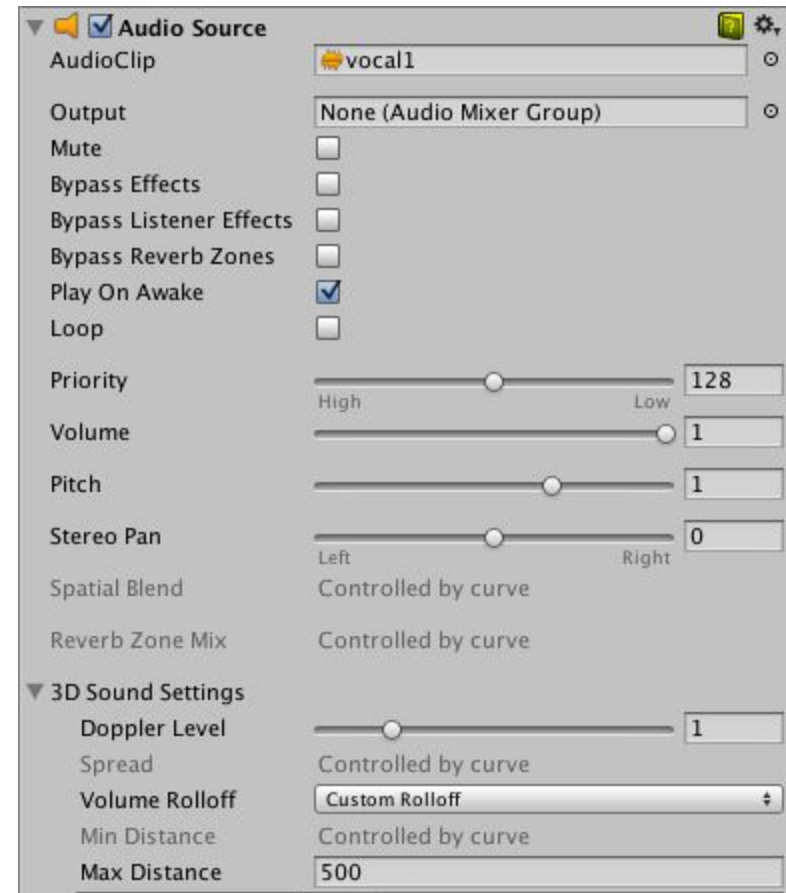 Audio Source
AudioClip vocal1
Output None (Audio Mixer Group)
Mute
Bypass Effects
Bypass Listener Effects
Bypass Reverb Zones
Play On Awake
Loop
Priority 128
High Low
Volume 1
Pitch 1
Stereo Pan 0
Left Right
Spatial Blend Controlled by curve
Reverb Zone Mix Controlled by curve
3D Sound Settings
Doppler Level 1
Spread Controlled by curve
Volume Rolloff Custom Rolloff
Min Distance Controlled by curve
Max Distance 500